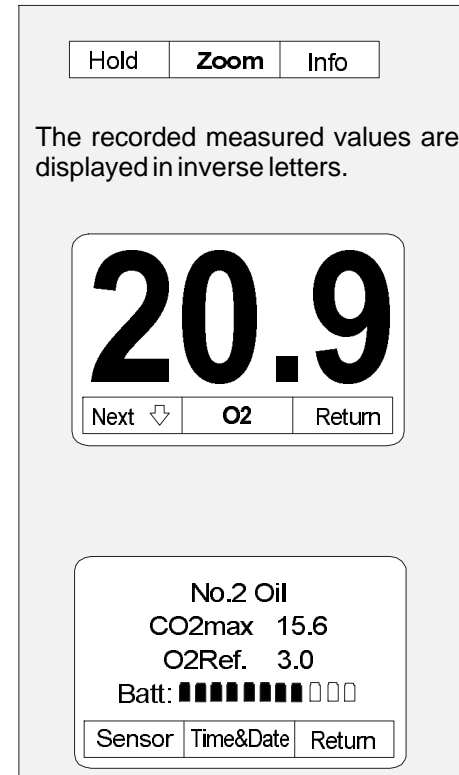 Hold Zoom Info
The recorded measured values are
displayed in inverse letters.
20.9
Next O2 Return
No.2 Oil
CO2max 15.6
O2Ref. 3.0
Batt:
Sensor Time&Date Return